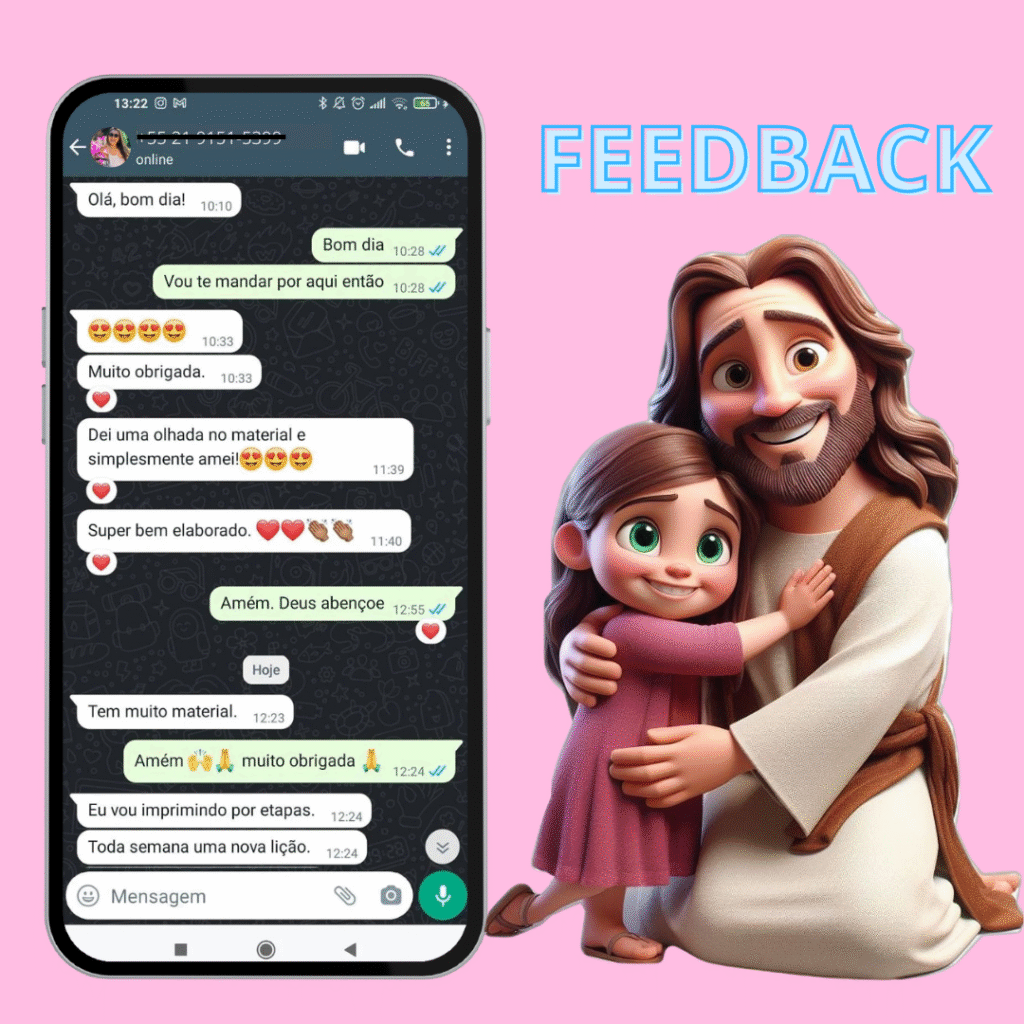 13:22
66
online
FEEDBACK
Olá, bom dia! 10:10
Bom dia 10:28
Vou te mandar por aqui então 10:28
😍😍😍😍 10:33
Muito obrigada. 10:33
❤️
Dei uma olhada no material e
simplesmente amei!😍😍😍 11:39
❤️
Super bem elaborado. ❤️❤️👏🏽👏🏽 11:40
❤️
Amém. Deus abençoe 12:55
❤️
Hoje
Tem muito material. 12:23
Amém 🙌🙏 muito obrigada 🙏 12:24
Eu vou imprimindo por etapas. 12:24
Toda semana uma nova lição. 12:24
Mensagem